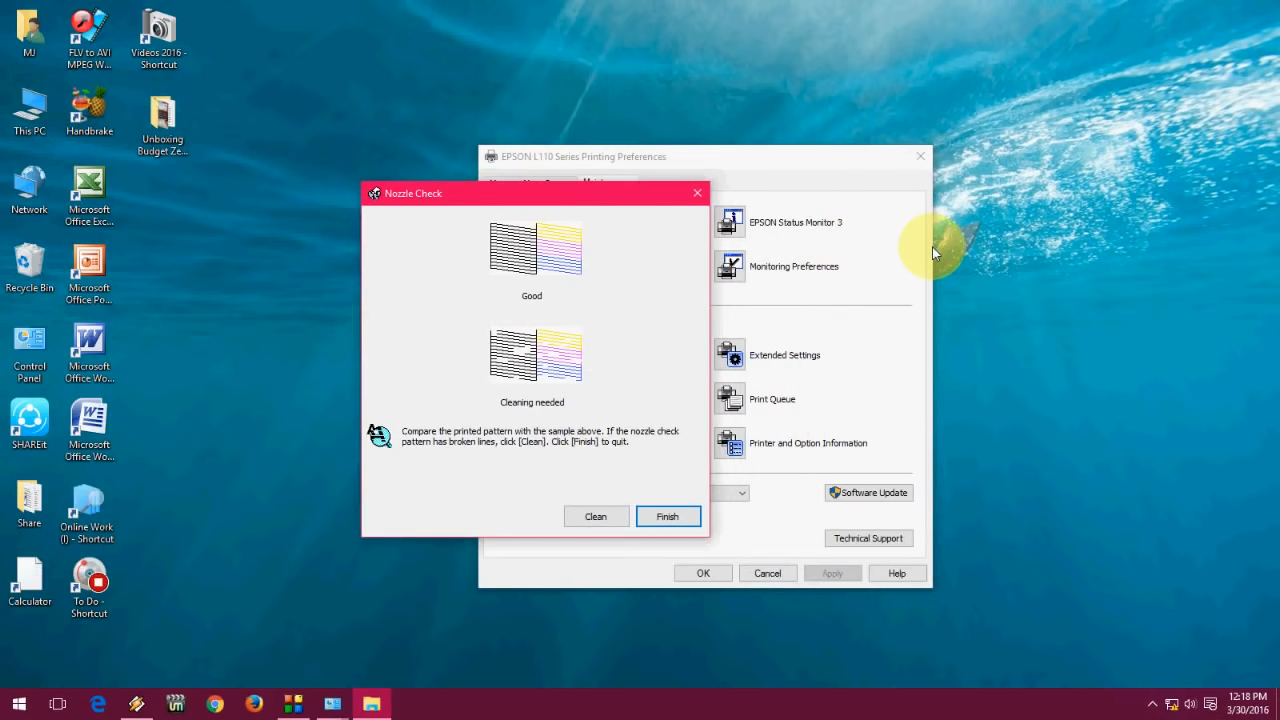 MJ
FLV to AVI
MPEG W...
Videos 2016 -
Shortcut
This PC
Handbrake
Unboxing
Budget Ze...
Network
Microsoft
Office Exc...
Recycle Bin
Microsoft
Office Po...
Control
Panel
Microsoft
Office Wo...
SHAREit
Microsoft
Office Wo...
Share
Online Work
(I) - Shortcut
Calculator
To Do -
Shortcut
EPSON L110 Series Printing Preferences
EPSON Status Monitor 3
Monitoring Preferences
Extended Settings
Print Queue
Printer and Option Information
Software Update
Technical Support
OK
Cancel
Apply
Help
Nozzle Check
Good
Cleaning needed
Compare the printed pattern with the sample above. If the nozzle check
pattern has broken lines, click [Clean]. Click [Finish] to quit.
Clean
Finish
12:18 PM
3/30/2016